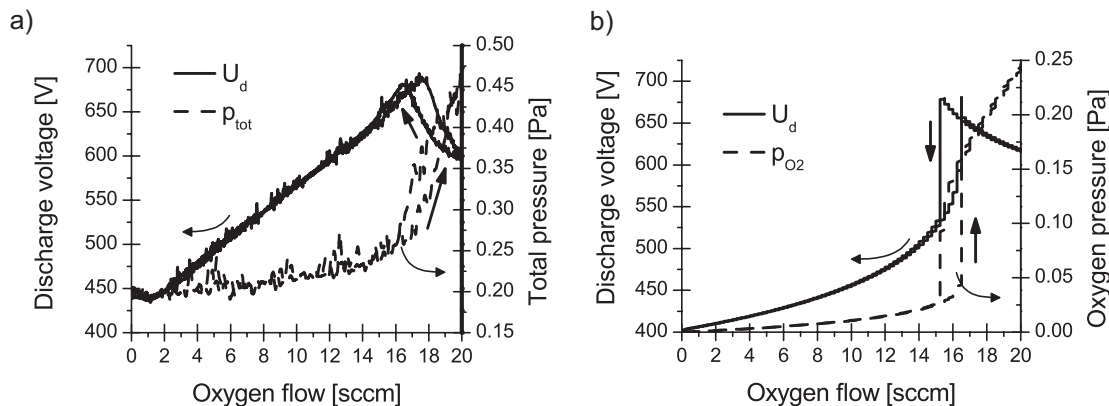 a)
b)
Discharge voltage [V]
700
650
600
550
500
450
400
U_d
p_tot
0.50
0.45
0.40
0.35
0.30
0.25
0.20
0.15
Total pressure [Pa]
0 2 4 6 8 10 12 14 16 18 20
Oxygen flow [sccm]
Discharge voltage [V]
700
650
600
550
500
450
400
U_d
p_O2
0.25
0.20
0.15
0.10
0.05
0.00
Oxygen pressure [Pa]
0 2 4 6 8 10 12 14 16 18 20
Oxygen flow [sccm]